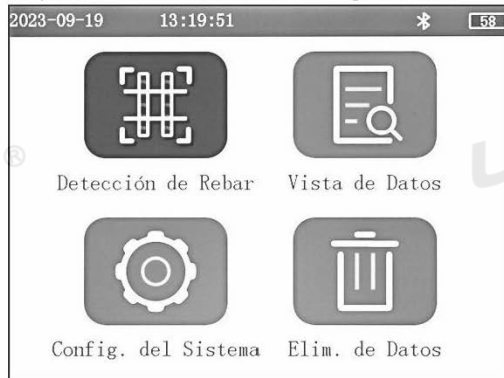 2023-09-19 13:19:51 58
Detección de Rebar Vista de Datos
Config. del Sistema Elim. de Datos